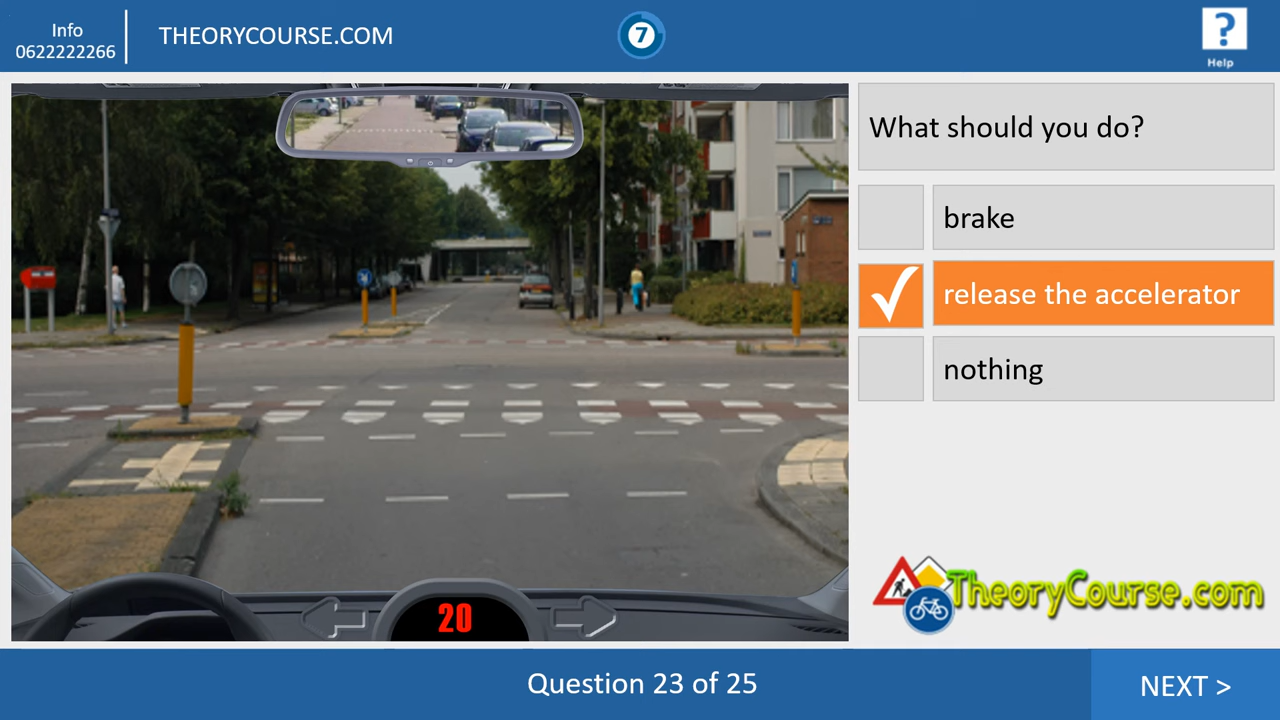 Info
0622222266
THEORYCOURSE.COM
7
?
Help
What should you do?
brake
release the accelerator
nothing
20
TheoryCourse.com
Question 23 of 25
NEXT >